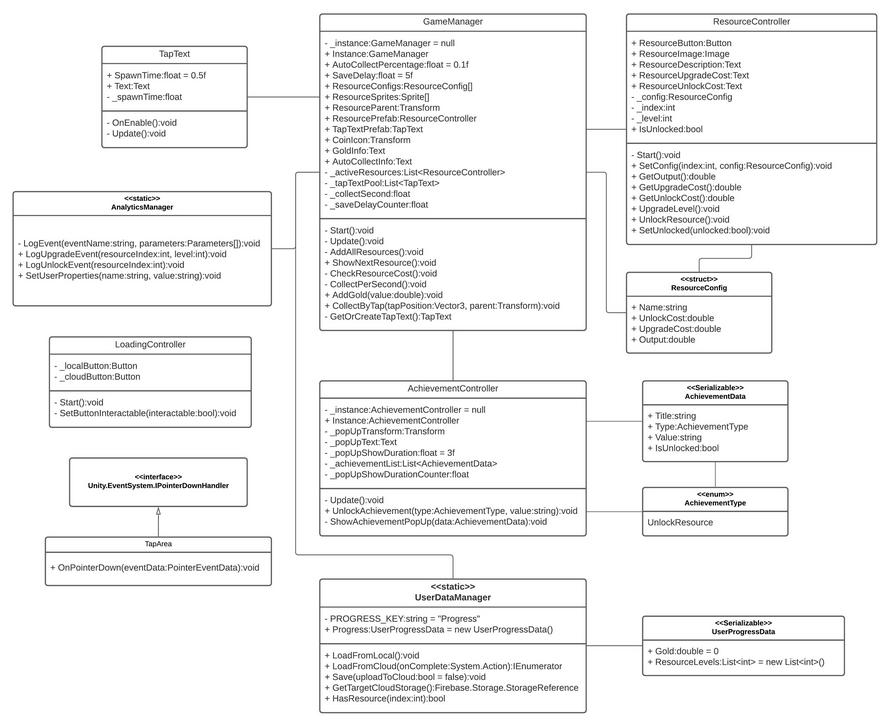 TapText
+ SpawnTime:float = 0.5f
+ Text:Text
- _spawnTime:float
- OnEnable():void
- Update():void
GameManager
- _instance:GameManager = null
+ Instance:GameManager
+ AutoCollectPercentage:float = 0.1f
+ SaveDelay:float = 5f
+ ResourceConfigs:ResourceConfig[]
+ ResourceSprites:Sprite[]
+ ResourceParent:Transform
+ ResourcePrefab:ResourceController
+ TapTextPrefab:TapText
+ CoinIcon:Transform
+ GoldInfo:Text
+ AutoCollectInfo:Text
- _activeResources:List<ResourceController>
- _tapTextPool:List<TapText>
- _collectSecond:float
- _saveDelayCounter:float
- Start():void
- Update():void
- AddAllResources():void
+ ShowNextResource():void
- CheckResourceCost():void
- CollectPerSecond():void
+ AddGold(value:double):void
+ CollectByTap(tapPosition:Vector3, parent:Transform):void
- GetOrCreateTapText():TapText
ResourceController
+ ResourceButton:Button
+ ResourceImage:Image
+ ResourceDescription:Text
+ ResourceUpgradeCost:Text
+ ResourceUnlockCost:Text
- _config:ResourceConfig
- _index:int
- _level:int
+ IsUnlocked:bool
- Start():void
+ SetConfig(index:int, config:ResourceConfig):void
+ GetOutput():double
+ GetUpgradeCost():double
+ GetUnlockCost():double
+ UpgradeLevel():void
+ UnlockResource():void
+ SetUnlocked(unlocked:bool):void
<<static>>
AnalyticsManager
- LogEvent(eventName:string, parameters:Parameters[]):void
+ LogUpgradeEvent(resourceIndex:int, level:int):void
+ LogUnlockEvent(resourceIndex:int):void
+ SetUserProperties(name:string, value:string):void
<<struct>>
ResourceConfig
+ Name:string
+ UnlockCost:double
+ UpgradeCost:double
+ Output:double
LoadingController
- _localButton:Button
- _cloudButton:Button
- Start():void
- SetButtonInteractable(interactable:bool):void
AchievementController
- _instance:AchievementController = null
+ Instance:AchievementController
- _popUpTransform:Transform
- _popUpText:Text
- _popUpShowDuration:float = 3f
- _achievementList:List<AchievementData>
- _popUpShowDurationCounter:float
- Update():void
+ UnlockAchievement(type:AchievementType, value:string):void
- ShowAchievementPopUp(data:AchievementData):void
<<Serializable>>
AchievementData
+ Title:string
+ Type:AchievementType
+ Value:string
+ IsUnlocked:bool
<<enum>>
AchievementType
UnlockResource
<<interface>>
Unity.EventSystem.IPointerDownHandler
TapArea
+ OnPointerDown(eventData:PointerEventData):void
<<static>>
UserDataManager
- PROGRESS_KEY:string = "Progress"
+ Progress:UserProgressData = new UserProgressData()
+ LoadFromLocal():void
+ LoadFromCloud(onComplete:System.Action):IEnumerator
+ Save(uploadToCloud:bool = false):void
+ GetTargetCloudStorage():Firebase.Storage.StorageReference
+ HasResource(index:int):bool
<<Serializable>>
UserProgressData
+ Gold:double = 0
+ ResourceLevels:List<int> = new List<int>()